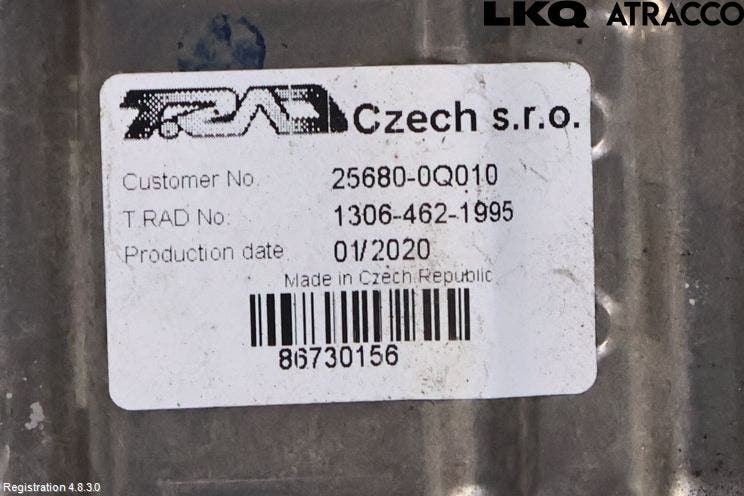 LKQ ATRACCO
TRAD Czech s.r.o.
Customer No. 25680-0Q010
T.RAD No: 1306-462-1995
Production date: 01/2020
Made in Czech Republic
86730156
Registration 4.8.3.0